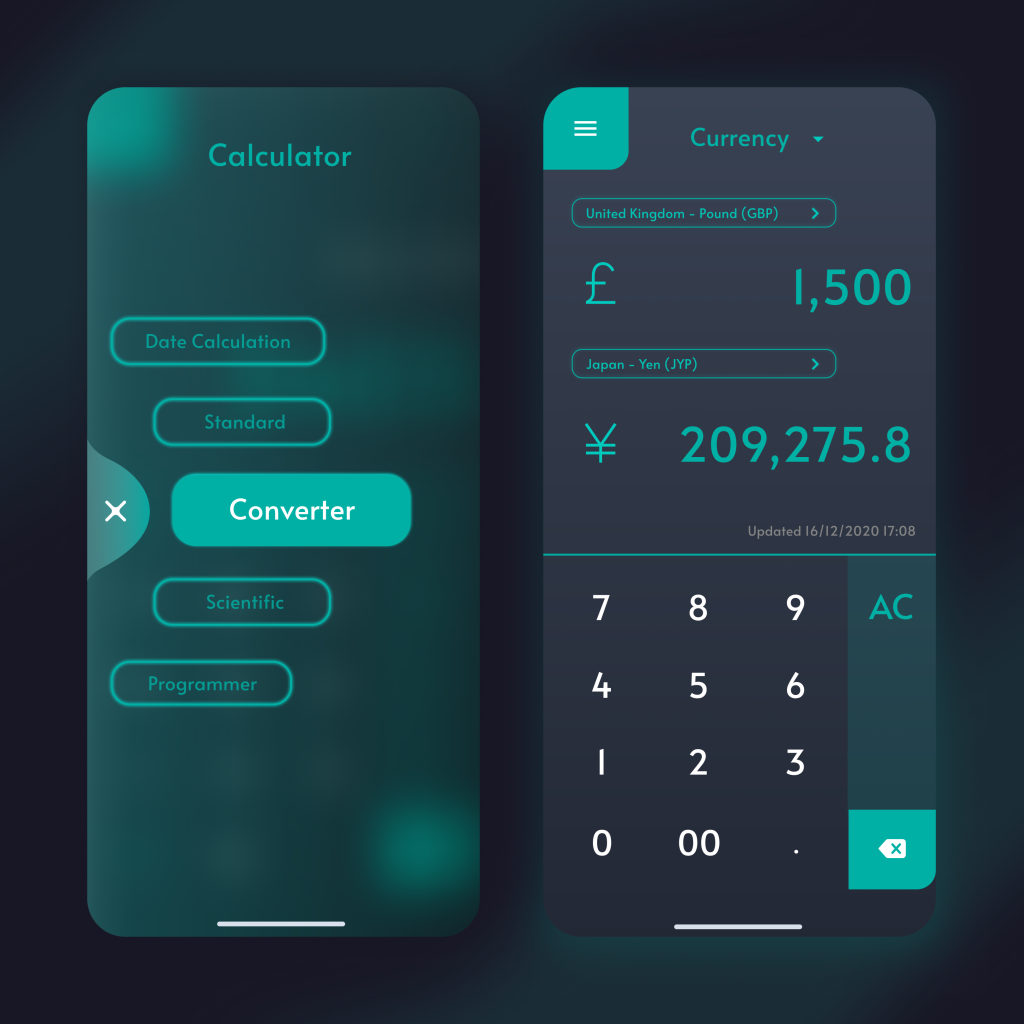 Calculator
Date Calculation
Standard
Converter
Scientific
Programmer
Currency
United Kingdom - Pound (GBP)
£ 1,500
Japan - Yen (JYP)
¥ 209,275.8
Updated 16/12/2020 17:08
7 8 9 AC
4 5 6
1 2 3
0 00 .